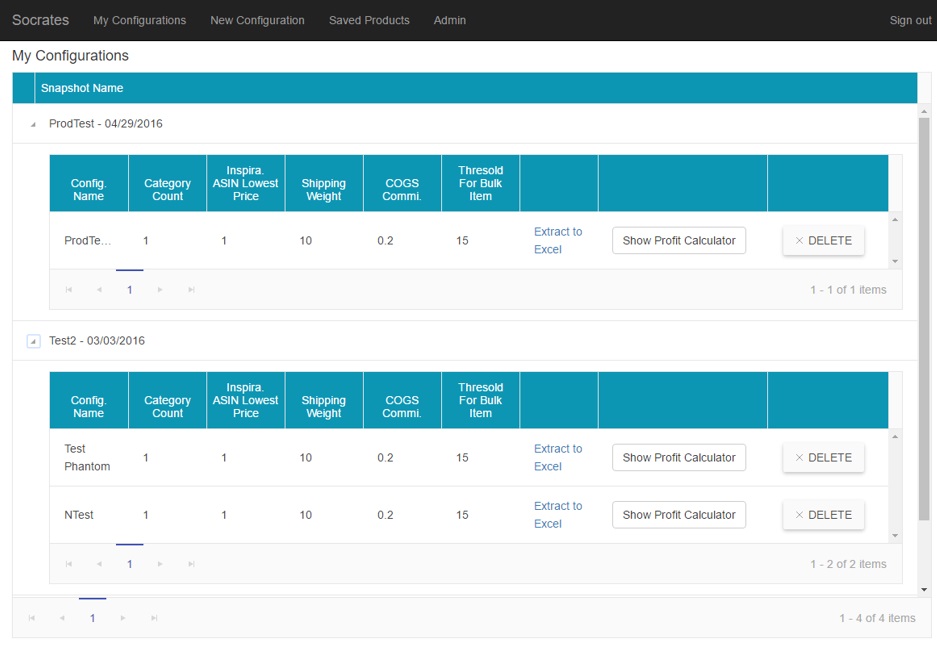 Socrates My Configurations New Configuration Saved Products Admin Sign out
My Configurations
Snapshot Name
ProdTest - 04/29/2016
Config. Name Category Count Inspira. ASIN Lowest Price Shipping Weight COGS Commi. Thresold For Bulk Item
ProdTe... 1 1 10 0.2 15 Extract to Excel Show Profit Calculator × DELETE
1 1 - 1 of 1 items
Test2 - 03/03/2016
Config. Name Category Count Inspira. ASIN Lowest Price Shipping Weight COGS Commi. Thresold For Bulk Item
Test Phantom 1 1 10 0.2 15 Extract to Excel Show Profit Calculator × DELETE
NTest 1 1 10 0.2 15 Extract to Excel Show Profit Calculator × DELETE
1 1 - 2 of 2 items
1 1 - 4 of 4 items